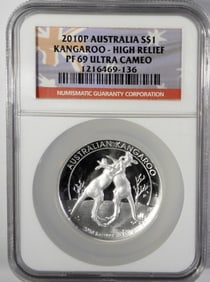 2010P AUSTRALIA S$1
KANGAROO - HIGH RELIEF
PF 69 ULTRA CAMEO
1216469-136
NUMISMATIC GUARANTY CORPORATION
AUSTRALIAN KANGAROO